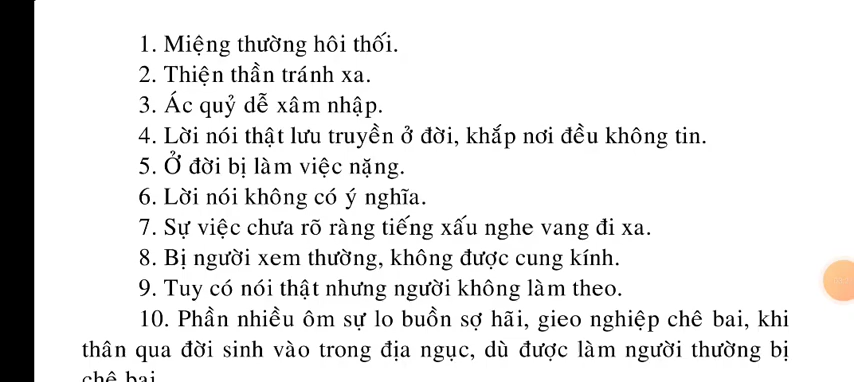 1. Miệng thường hôi thối.
2. Thiện thần tránh xa.
3. Ác quỷ dễ xâm nhập.
4. Lời nói thật lưu truyền ở đời, khắp nơi đều không tin.
5. Ở đời bị làm việc nặng.
6. Lời nói không có ý nghĩa.
7. Sự việc chưa rõ ràng tiếng xấu nghe vang đi xa.
8. Bị người xem thường, không được cung kính.
9. Tuy có nói thật nhưng người không làm theo.
10. Phần nhiều ôm sự lo buồn sợ hãi, gieo nghiệp chê bai, khi
thân qua đời sinh vào trong địa ngục, dù được làm người thường bị
chê bai